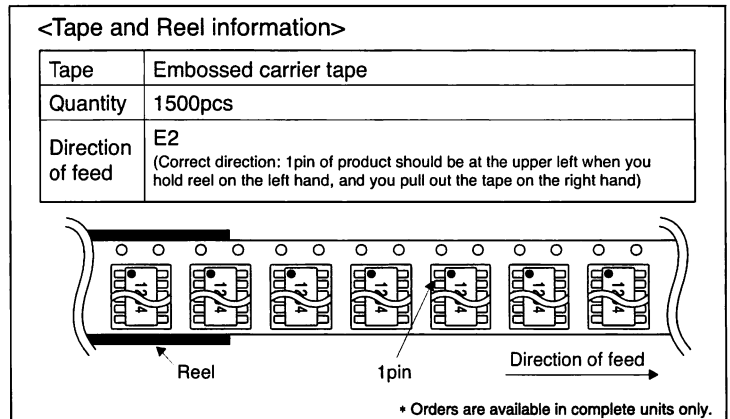 <Tape and Reel information>
Tape Embossed carrier tape
Quantity 1500pcs
Direction of feed E2
(Correct direction: 1pin of product should be at the upper left when you
hold reel on the left hand, and you pull out the tape on the right hand)
Reel
1pin
Direction of feed
* Orders are available in complete units only.